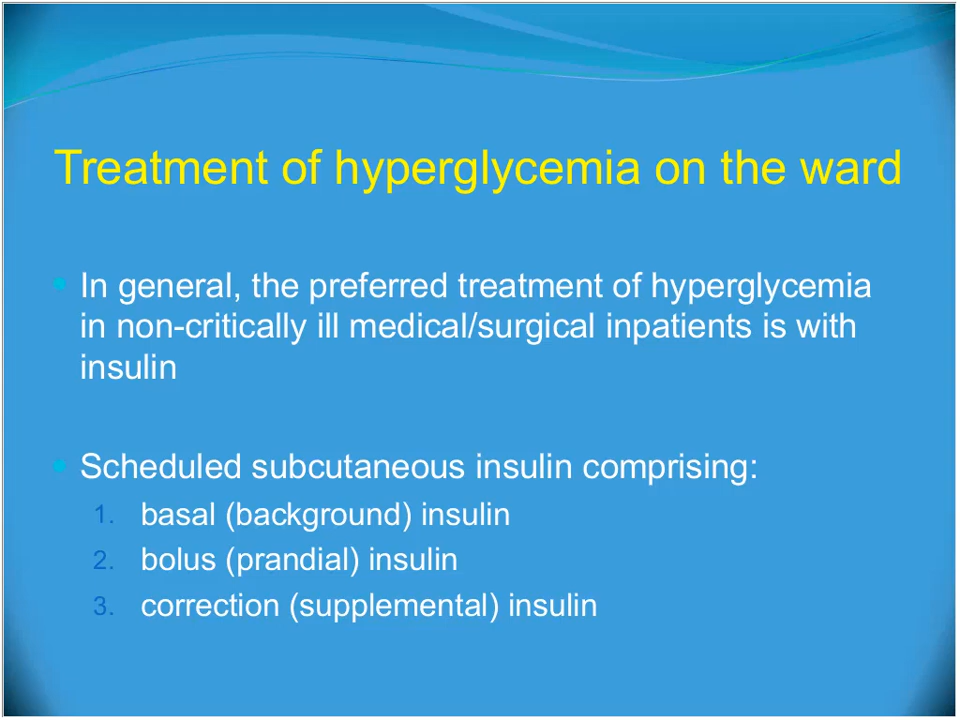 Treatment of hyperglycemia on the ward
In general, the preferred treatment of hyperglycemia
in non-critically ill medical/surgical inpatients is with
insulin
Scheduled subcutaneous insulin comprising:
1. basal (background) insulin
2. bolus (prandial) insulin
3. correction (supplemental) insulin